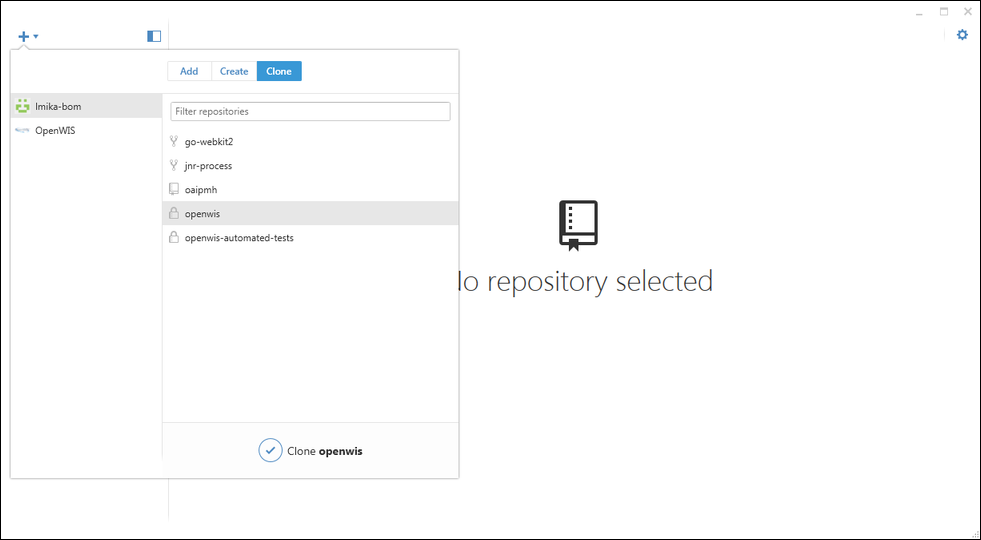 Add Create Clone
lmika-bom
OpenWIS
Filter repositories
go-webkit2
jnr-process
oaipmh
openwis
openwis-automated-tests
Clone openwis
lo repository selected